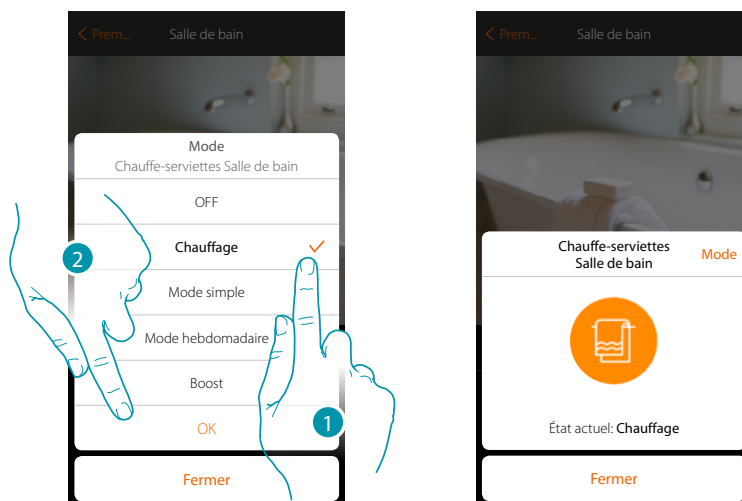 Prem... Salle de bain
Mode
Chauffe-serviettes Salle de bain
OFF
Chauffage
Mode simple
Mode hebdomadaire
Boost
OK
Fermer
2
1
Prem... Salle de bain
Chauffe-serviettes
Salle de bain
Mode
État actuel: Chauffage
Fermer